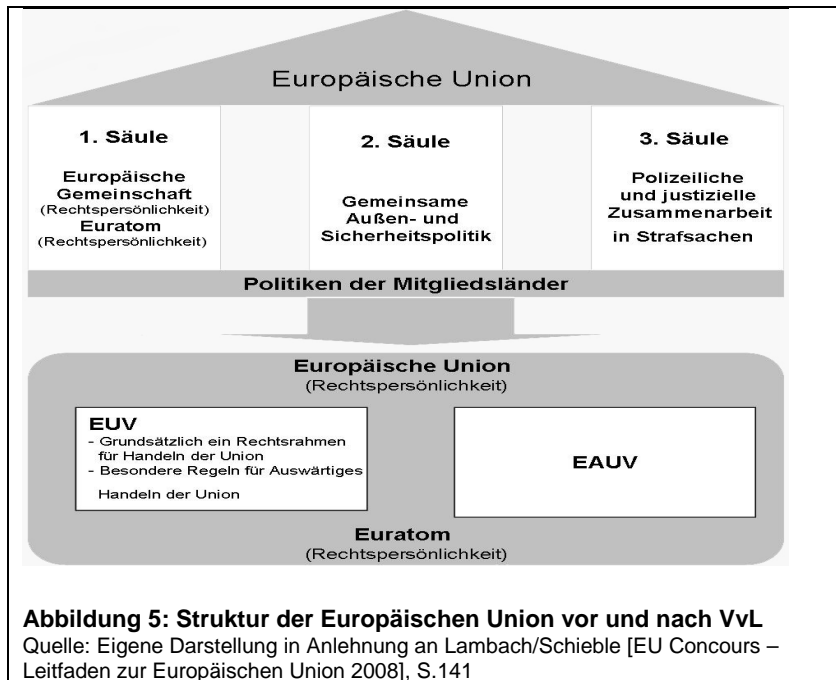 Europäische Union
1. Säule
Europäische
Gemeinschaft
(Rechtspersönlichkeit)
Euratom
(Rechtspersönlichkeit)
2. Säule
Gemeinsame
Außen- und
Sicherheitspolitik
3. Säule
Polizeiliche
und justizielle
Zusammenarbeit
in Strafsachen
Politiken der Mitgliedsländer
Europäische Union
(Rechtspersönlichkeit)
EUV
- Grundsätzlich ein Rechtsrahmen
für Handeln der Union
- Besondere Regeln für Auswärtiges
Handeln der Union
EAUV
Euratom
(Rechtspersönlichkeit)
Abbildung 5: Struktur der Europäischen Union vor und nach VvL
Quelle: Eigene Darstellung in Anlehnung an Lambach/Schieble [EU Concours –
Leitfaden zur Europäischen Union 2008], S.141